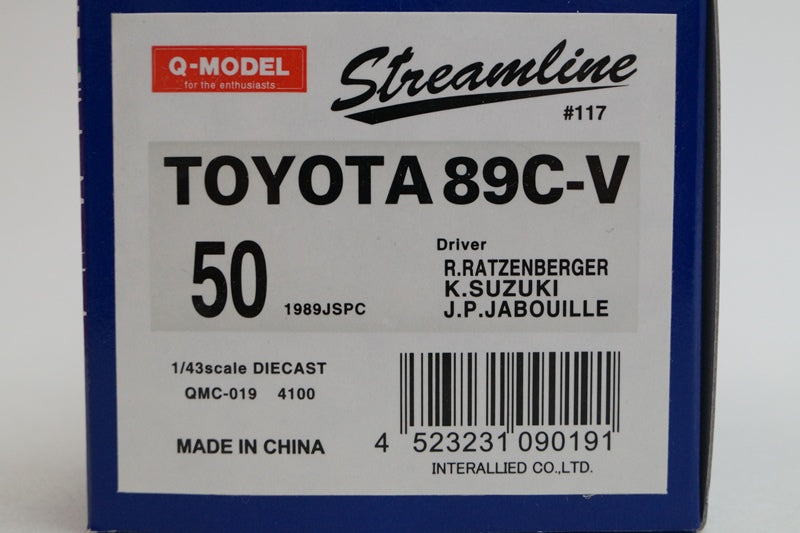 Q-MODEL
for the enthusiasts
Streamline
#117
TOYOTA 89C-V
50
1989JSPC
Driver
R.RATZENBERGER
K.SUZUKI
J.P.JABOUILLE
1/43scale DIECAST
QMC-019 4100
MADE IN CHINA
4 523231 090191
INTERALLIED CO.,LTD.